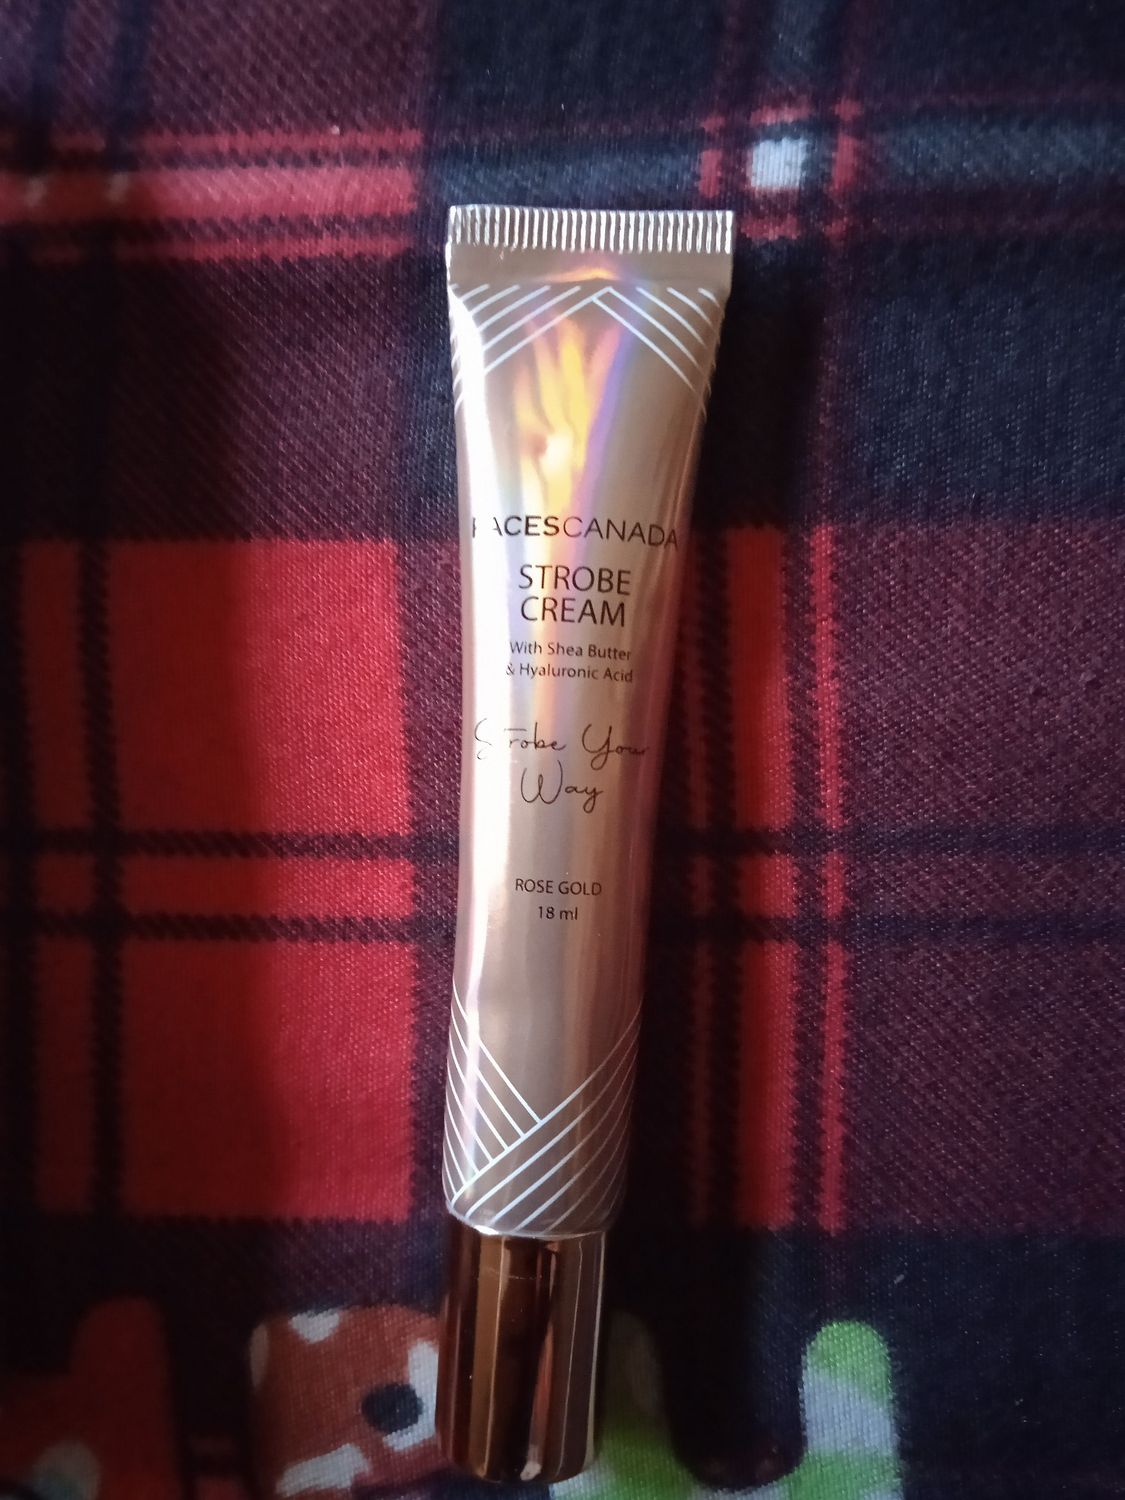 FACESCANADA
STROBE
CREAM
With Shea Butter
& Hyaluronic Acid
Strobe Your
Way
ROSE GOLD
18 ml